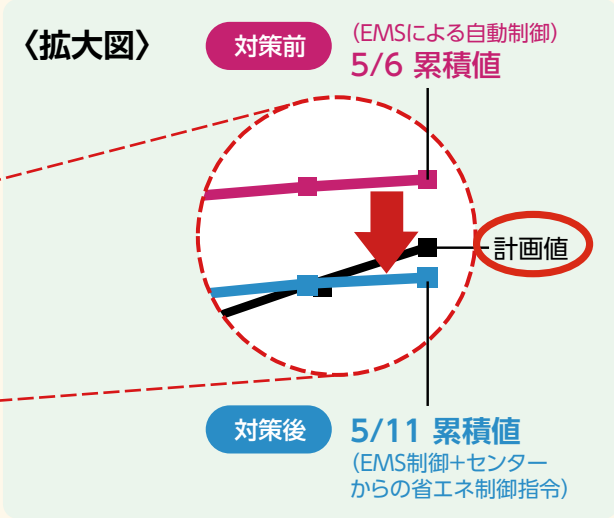 〈拡大図〉
対策前
(EMSによる自動制御)
5/6 累積値
計画値
対策後
5/11 累積値
(EMS制御+センター
からの省エネ制御指令)